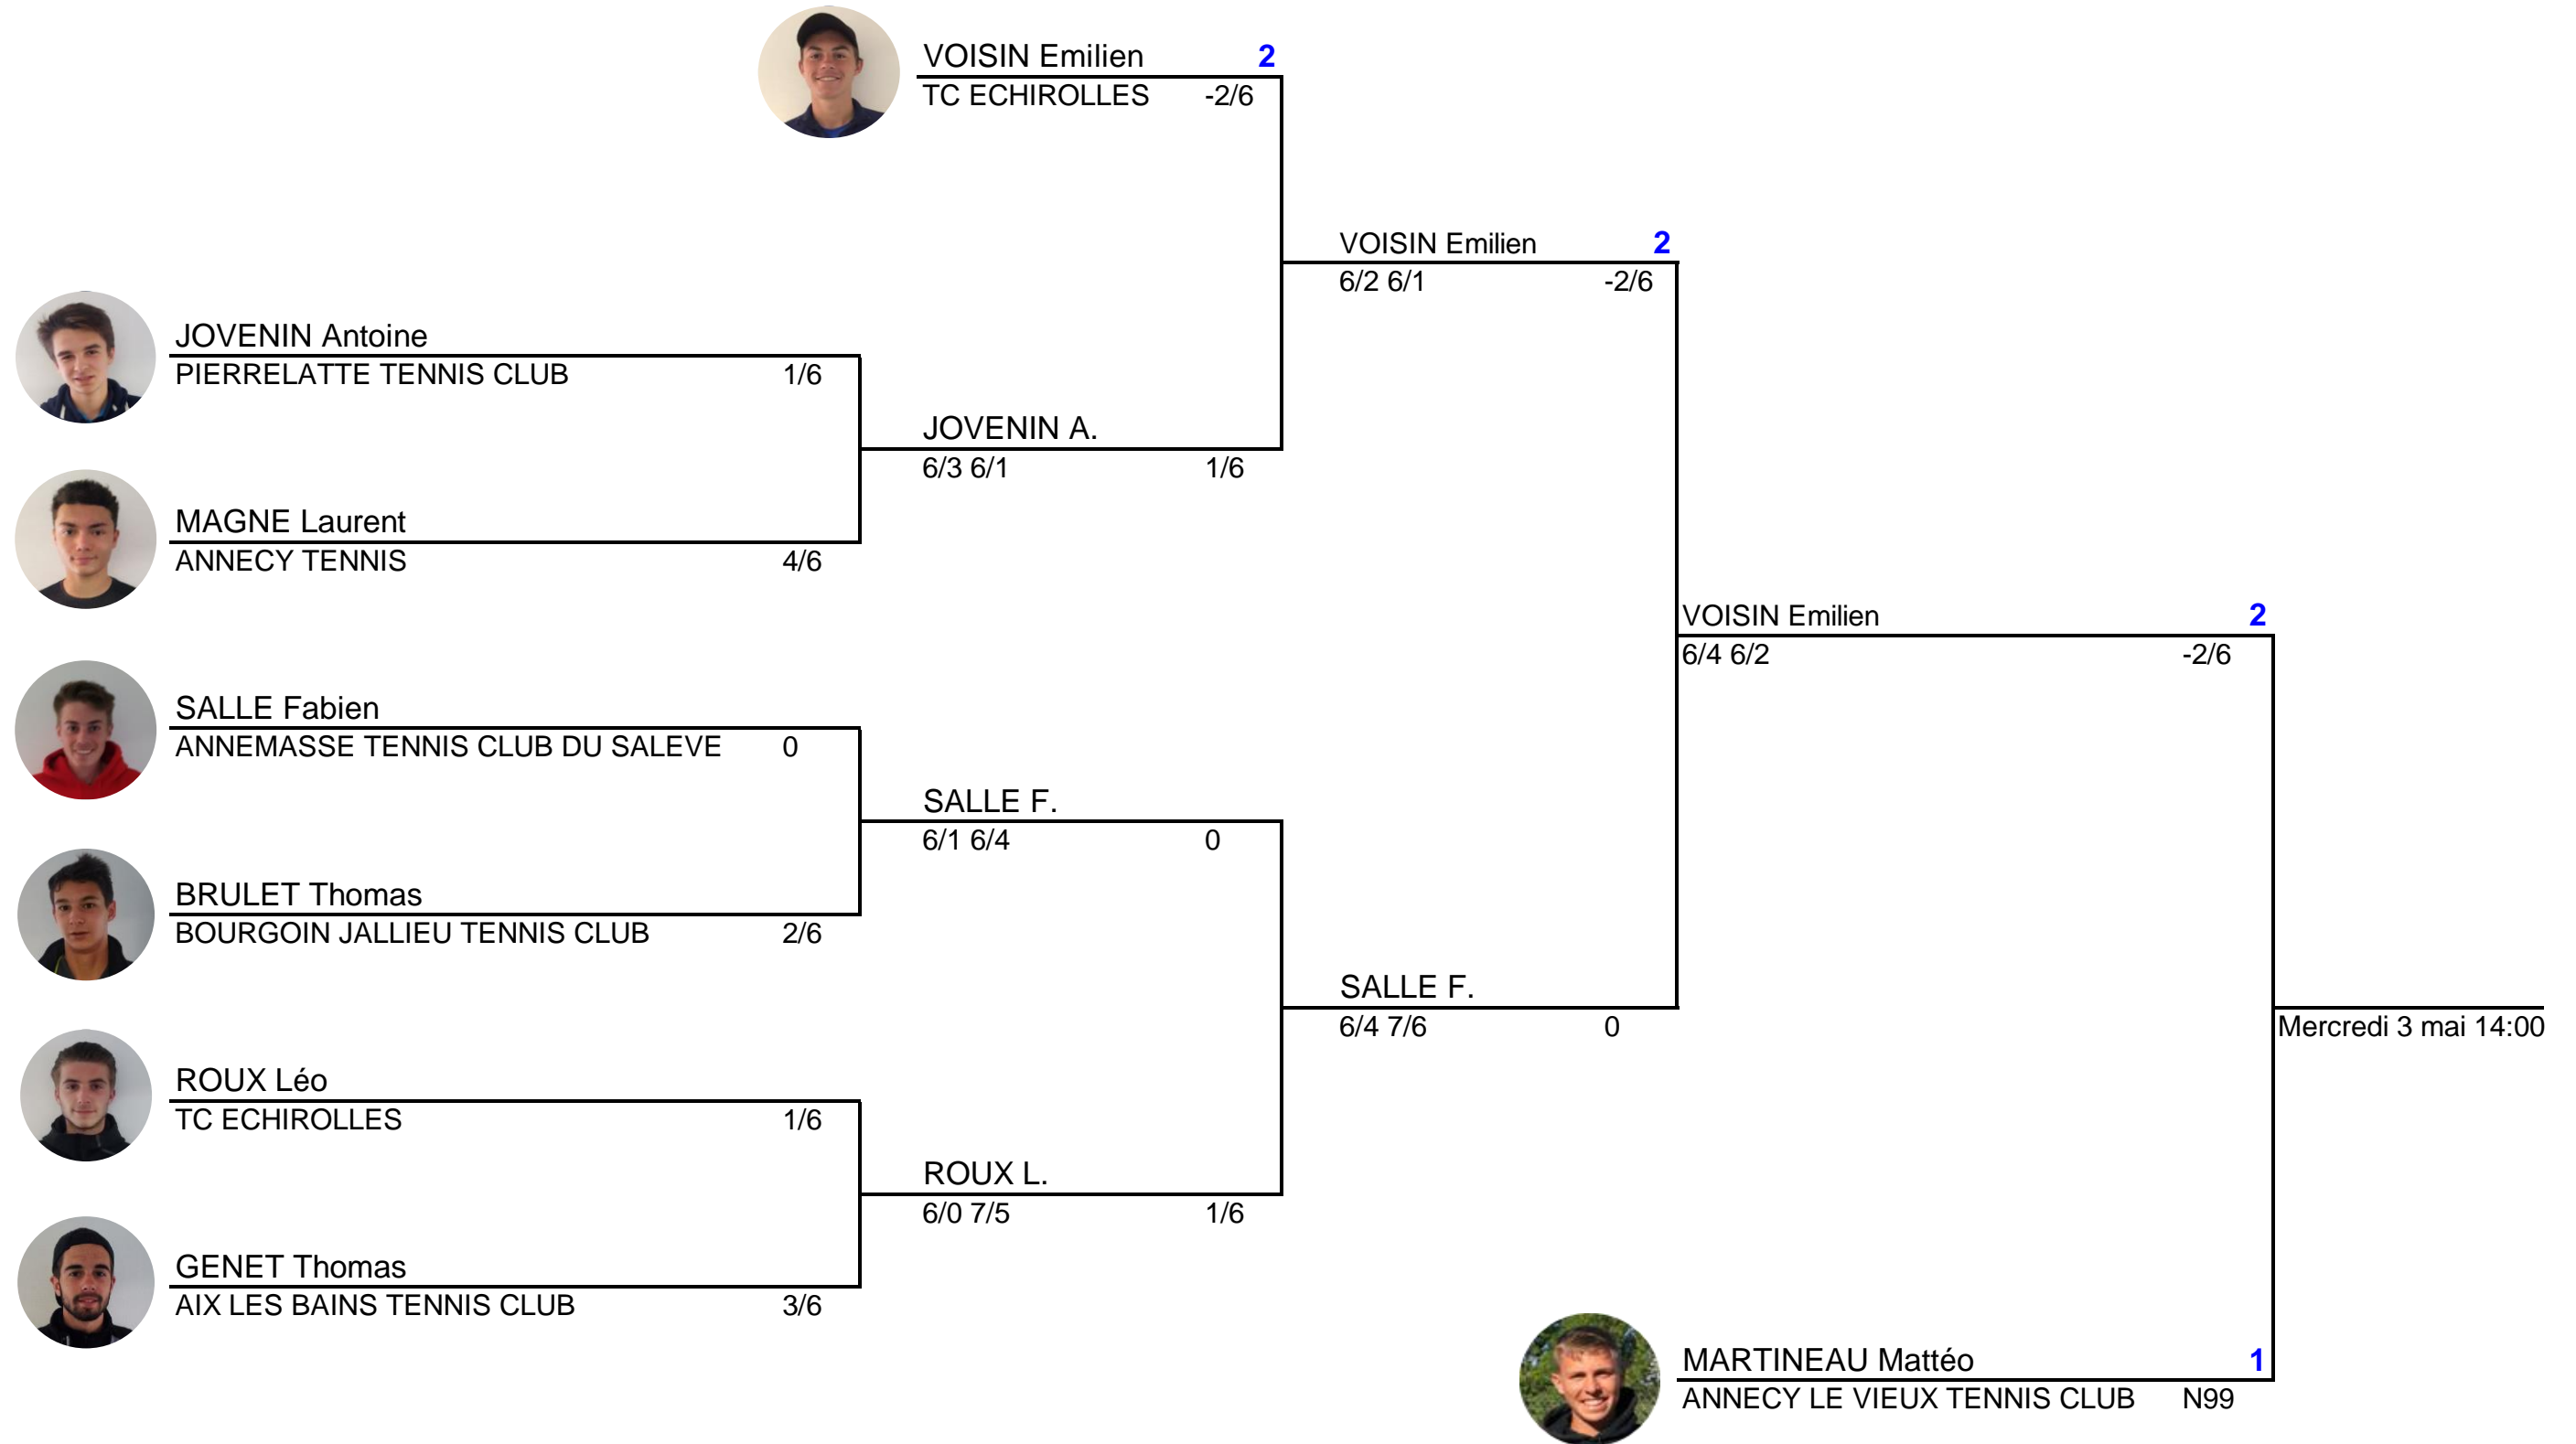 VOISIN Emilien 2
TC ECHIROLLES -2/6
VOISIN Emilien 2
6/2 6/1 -2/6
JOVENIN Antoine
PIERRELATTE TENNIS CLUB 1/6
JOVENIN A.
6/3 6/1 1/6
MAGNE Laurent
ANNECY TENNIS 4/6
VOISIN Emilien 2
6/4 6/2 -2/6
SALLE Fabien
ANNEMASSE TENNIS CLUB DU SALEVE 0
SALLE F.
6/1 6/4 0
BRULET Thomas
BOURGOIN JALLIEU TENNIS CLUB 2/6
SALLE F.
6/4 7/6 0
Mercredi 3 mai 14:00
ROUX Léo
TC ECHIROLLES 1/6
ROUX L.
6/0 7/5 1/6
GENET Thomas
AIX LES BAINS TENNIS CLUB 3/6
MARTINEAU Mattéo 1
ANNECY LE VIEUX TENNIS CLUB N99